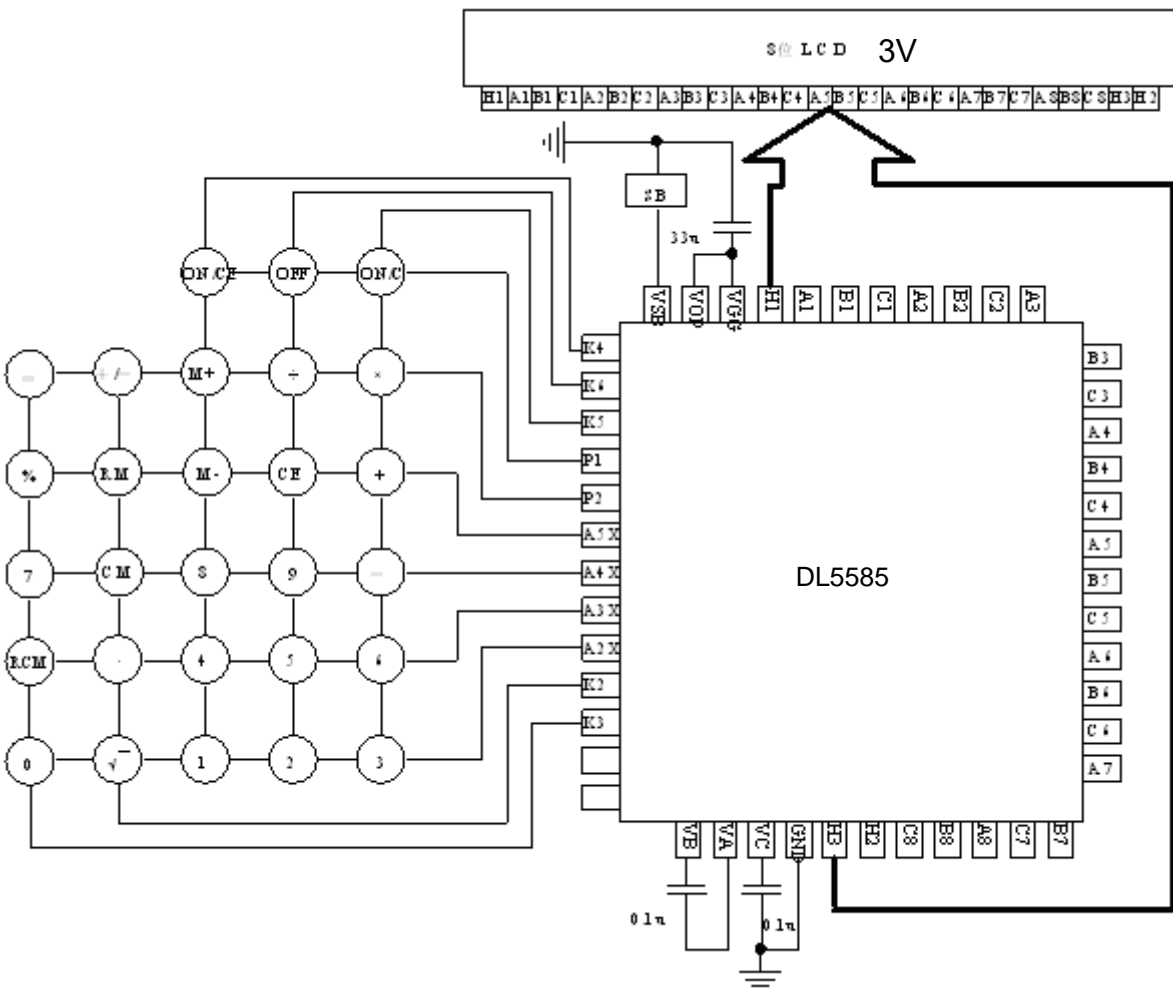 8位 LCD 3V
H1 A1 B1 C1 A2 B2 C2 A3 B3 C3 A4 B4 C4 A5 B5 C5 A6 B6 C6 A7 B7 C7 A8 B8 C8 H3 H2
SB
33u
ON/CE OFF ON/C
VSB VOP VGG H1 A1 B1 C1 A2 B2 C2 A3
K4
B3
= +/- M+ ÷ ×
K6
C3
K5
A4
% RM M- CE +
P1
B4
P2
C4
A5X
A5
7 CM 8 9 -
A4X
DL5585
B5
A3X
C5
RCM · 4 5 6
A2X
A6
K2
B6
K3
C6
0 √ 1 2 3
A7
VB VA VC GND H3 H2 C8 B8 A8 C7 B7
0.1u 0.1u